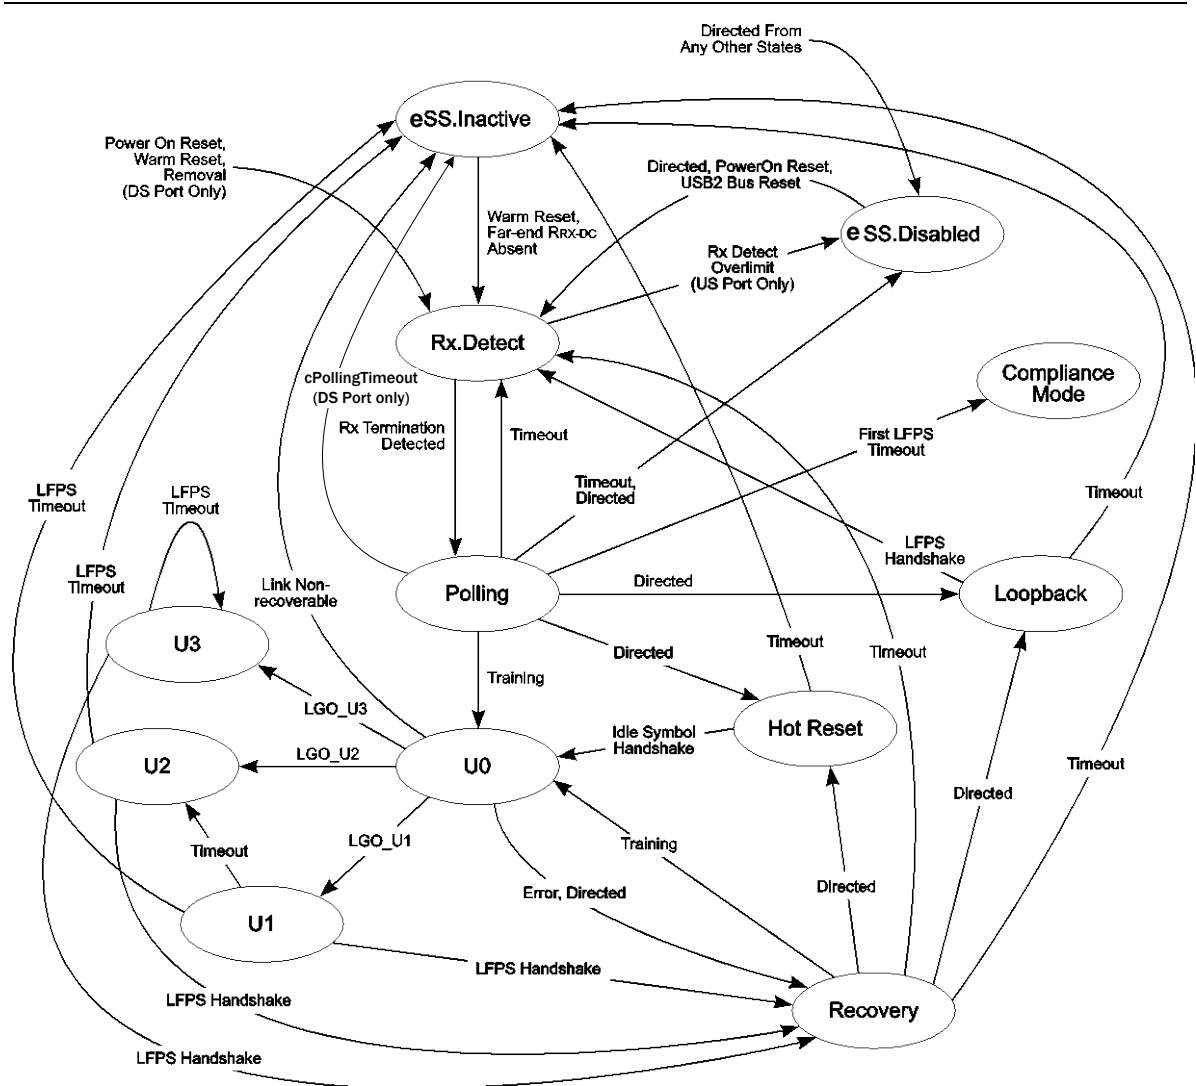 Directed From
Any Other States
eSS.Inactive
Power On Reset,
Warm Reset,
Removal
(DS Port Only)
Directed, PowerOn Reset,
USB2 Bus Reset
Warm Reset,
Far-end RRX-DC
Absent
eSS.Disabled
Rx Detect
Overlimit
(US Port Only)
Rx.Detect
cPollingTimeout
(DS Port only)
Compliance
Mode
Rx Termination
Detected
Timeout
First LFPS
Timeout
LFPS
Timeout
LFPS
Timeout
Timeout,
Directed
Timeout
LFPS
Timeout
Link Non-
recoverable
LFPS
Handshake
Polling
Directed
Loopback
U3
Directed
Timeout
Timeout
Training
LGO_U3
Hot Reset
Idle Symbol
Handshake
U2
LGO_U2
U0
Timeout
Directed
Timeout
LGO_U1
Training
Error, Directed
Directed
U1
LFPS Handshake
LFPS Handshake
Recovery
LFPS Handshake